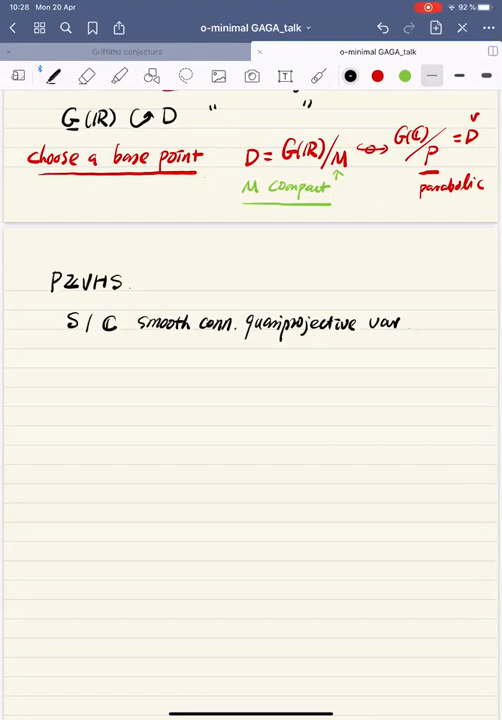 10:28 Mon 20 Apr
92 %
o-minimal GAGA_talk
Griffiths conjecture
o-minimal GAGA_talk
G(ℝ) ↻ D " "
choose a base point D = G(ℝ)/M ↪ G(ℂ)/P = Ď
M compact ↑ parabolic
PℤVHS.
S / ℂ smooth conn. quasiprojective var